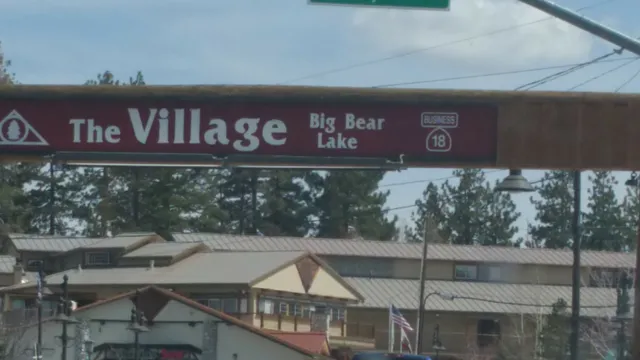 The Village
Big Bear
Lake
BUSINESS
18